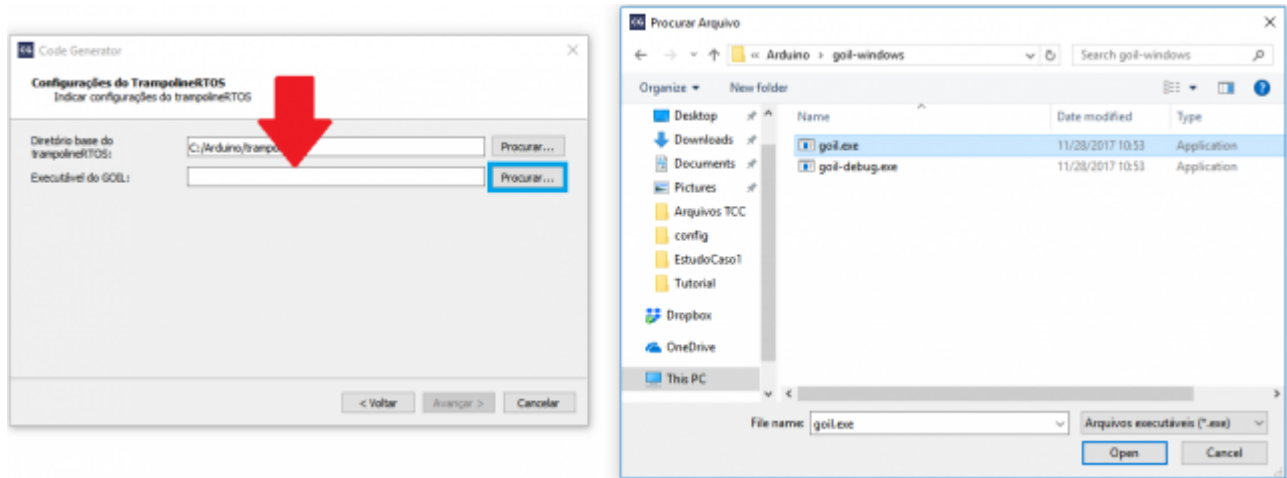 Code Generator
Configurações do TrampolineRTOS
Indicar configurações do trampolineRTOS
Diretório base do
trampolineRTOS:
C:/Arduino/trampo
Procurar...
Executável do GOIL:
Procurar...
< Voltar
Avançar >
Cancelar
Procurar Arquivo
« Arduino › goil-windows
Search goil-windows
Organize
New folder
Desktop
Downloads
Documents
Pictures
Arquivos TCC
config
EstudoCaso1
Tutorial
Dropbox
OneDrive
This PC
Name Date modified Type
goil.exe 11/28/2017 10:53 Application
goil-debug.exe 11/28/2017 10:53 Application
File name: goil.exe
Arquivos executáveis (*.exe)
Open
Cancel